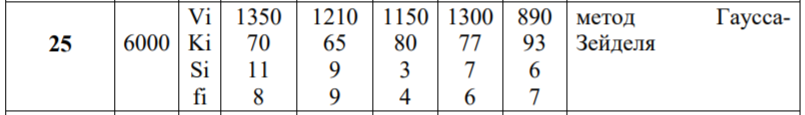 25 6000 Vi 1350 1210 1150 1300 890 метод Гаусса-
Ki 70 65 80 77 93 Зейделя
Si 11 9 3 7 6
fi 8 9 4 6 7